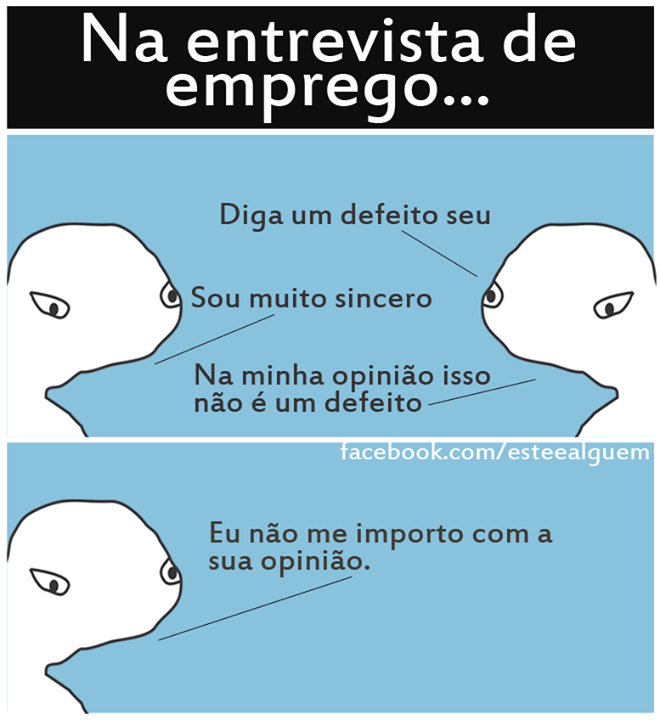 Na entrevista de
emprego...
Diga um defeito seu
Sou muito sincero
Na minha opinião isso
não é um defeito
facebook.com/esteealguem
Eu não me importo com a
sua opinião.